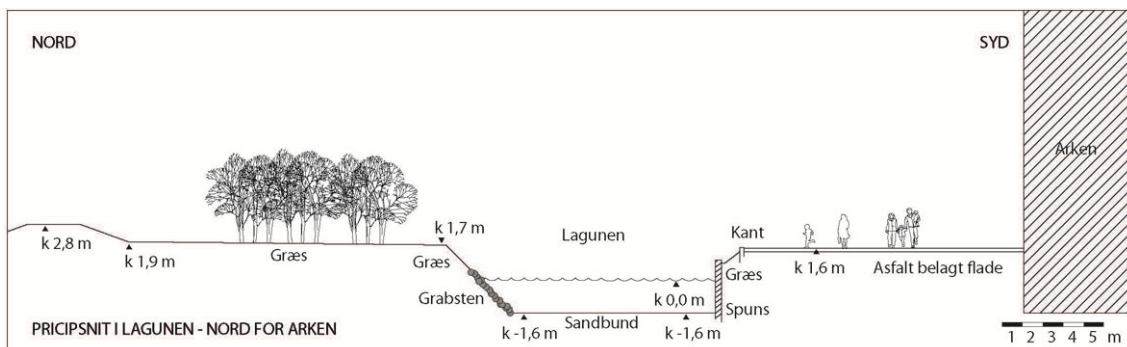 NORD
SYD
Arken
k 1,7 m
Lagunen
Kant
k 2,8 m
k 1,9 m
Græs
Græs
Græs
k 1,6 m
Asfalt belagt flade
Grabsten
k 0,0 m
Spuns
k -1,6 m
Sandbund
k -1,6 m
PRICIPSNIT I LAGUNEN - NORD FOR ARKEN
1 2 3 4 5 m